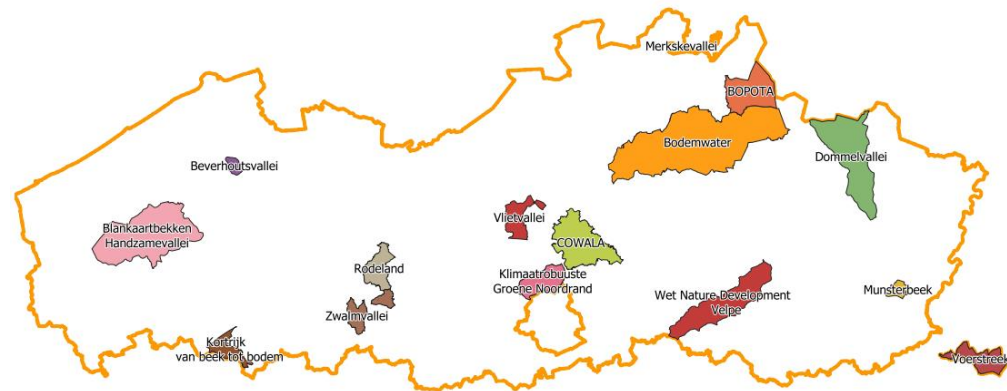 Merkskevallei
BOPOTA
Bodemwater
Dommelvallei
Beverhoutsvallei
Blankaartbekken
Handzamevallei
Vlietvallei
COWALA
Rodeland
Klimaatrobuuste
Groene Noordrand
Wet Nature Development
Velpe
Munsterbeek
Zwalmvallei
Kortrijk
van beek tot bodem
Voerstreek